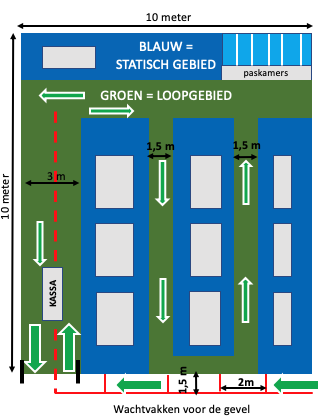 10 meter
BLAUW =
STATISCH GEBIED
paskamers
GROEN = LOOPGEBIED
1,5 m
1,5 m
3 m
10 meter
KASSA
1,5 m
2m
Wachtvakken voor de gevel